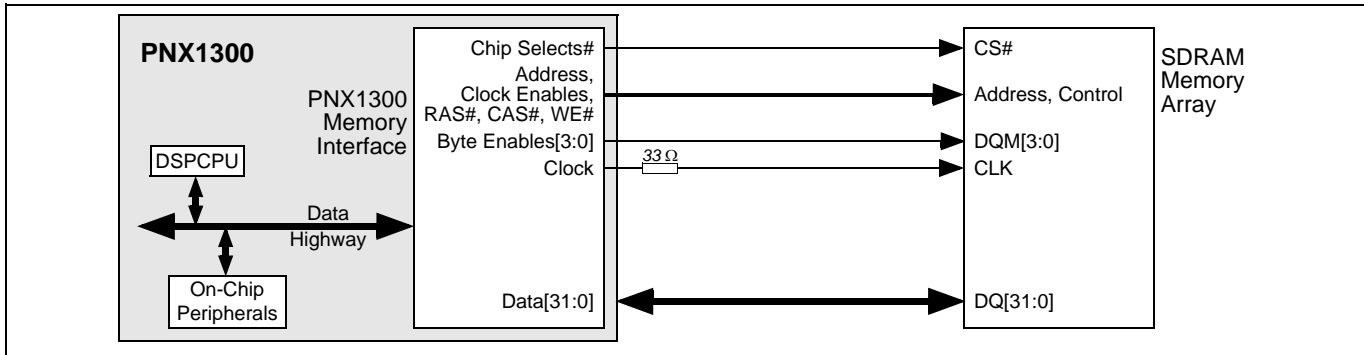 PNX1300
PNX1300
Memory
Interface
DSPCPU
Data
Highway
On-Chip
Peripherals
Chip Selects#
Address,
Clock Enables,
RAS#, CAS#, WE#
Byte Enables[3:0]
Clock
Data[31:0]
33 Ω
CS#
Address, Control
DQM[3:0]
CLK
DQ[31:0]
SDRAM
Memory
Array